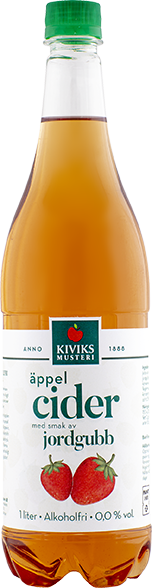 KIVIKS
MUSTERI
ANNO 1888
äppel
cider
med smak av
jordgubb
1 liter • Alkoholfri • 0,0 % vol.